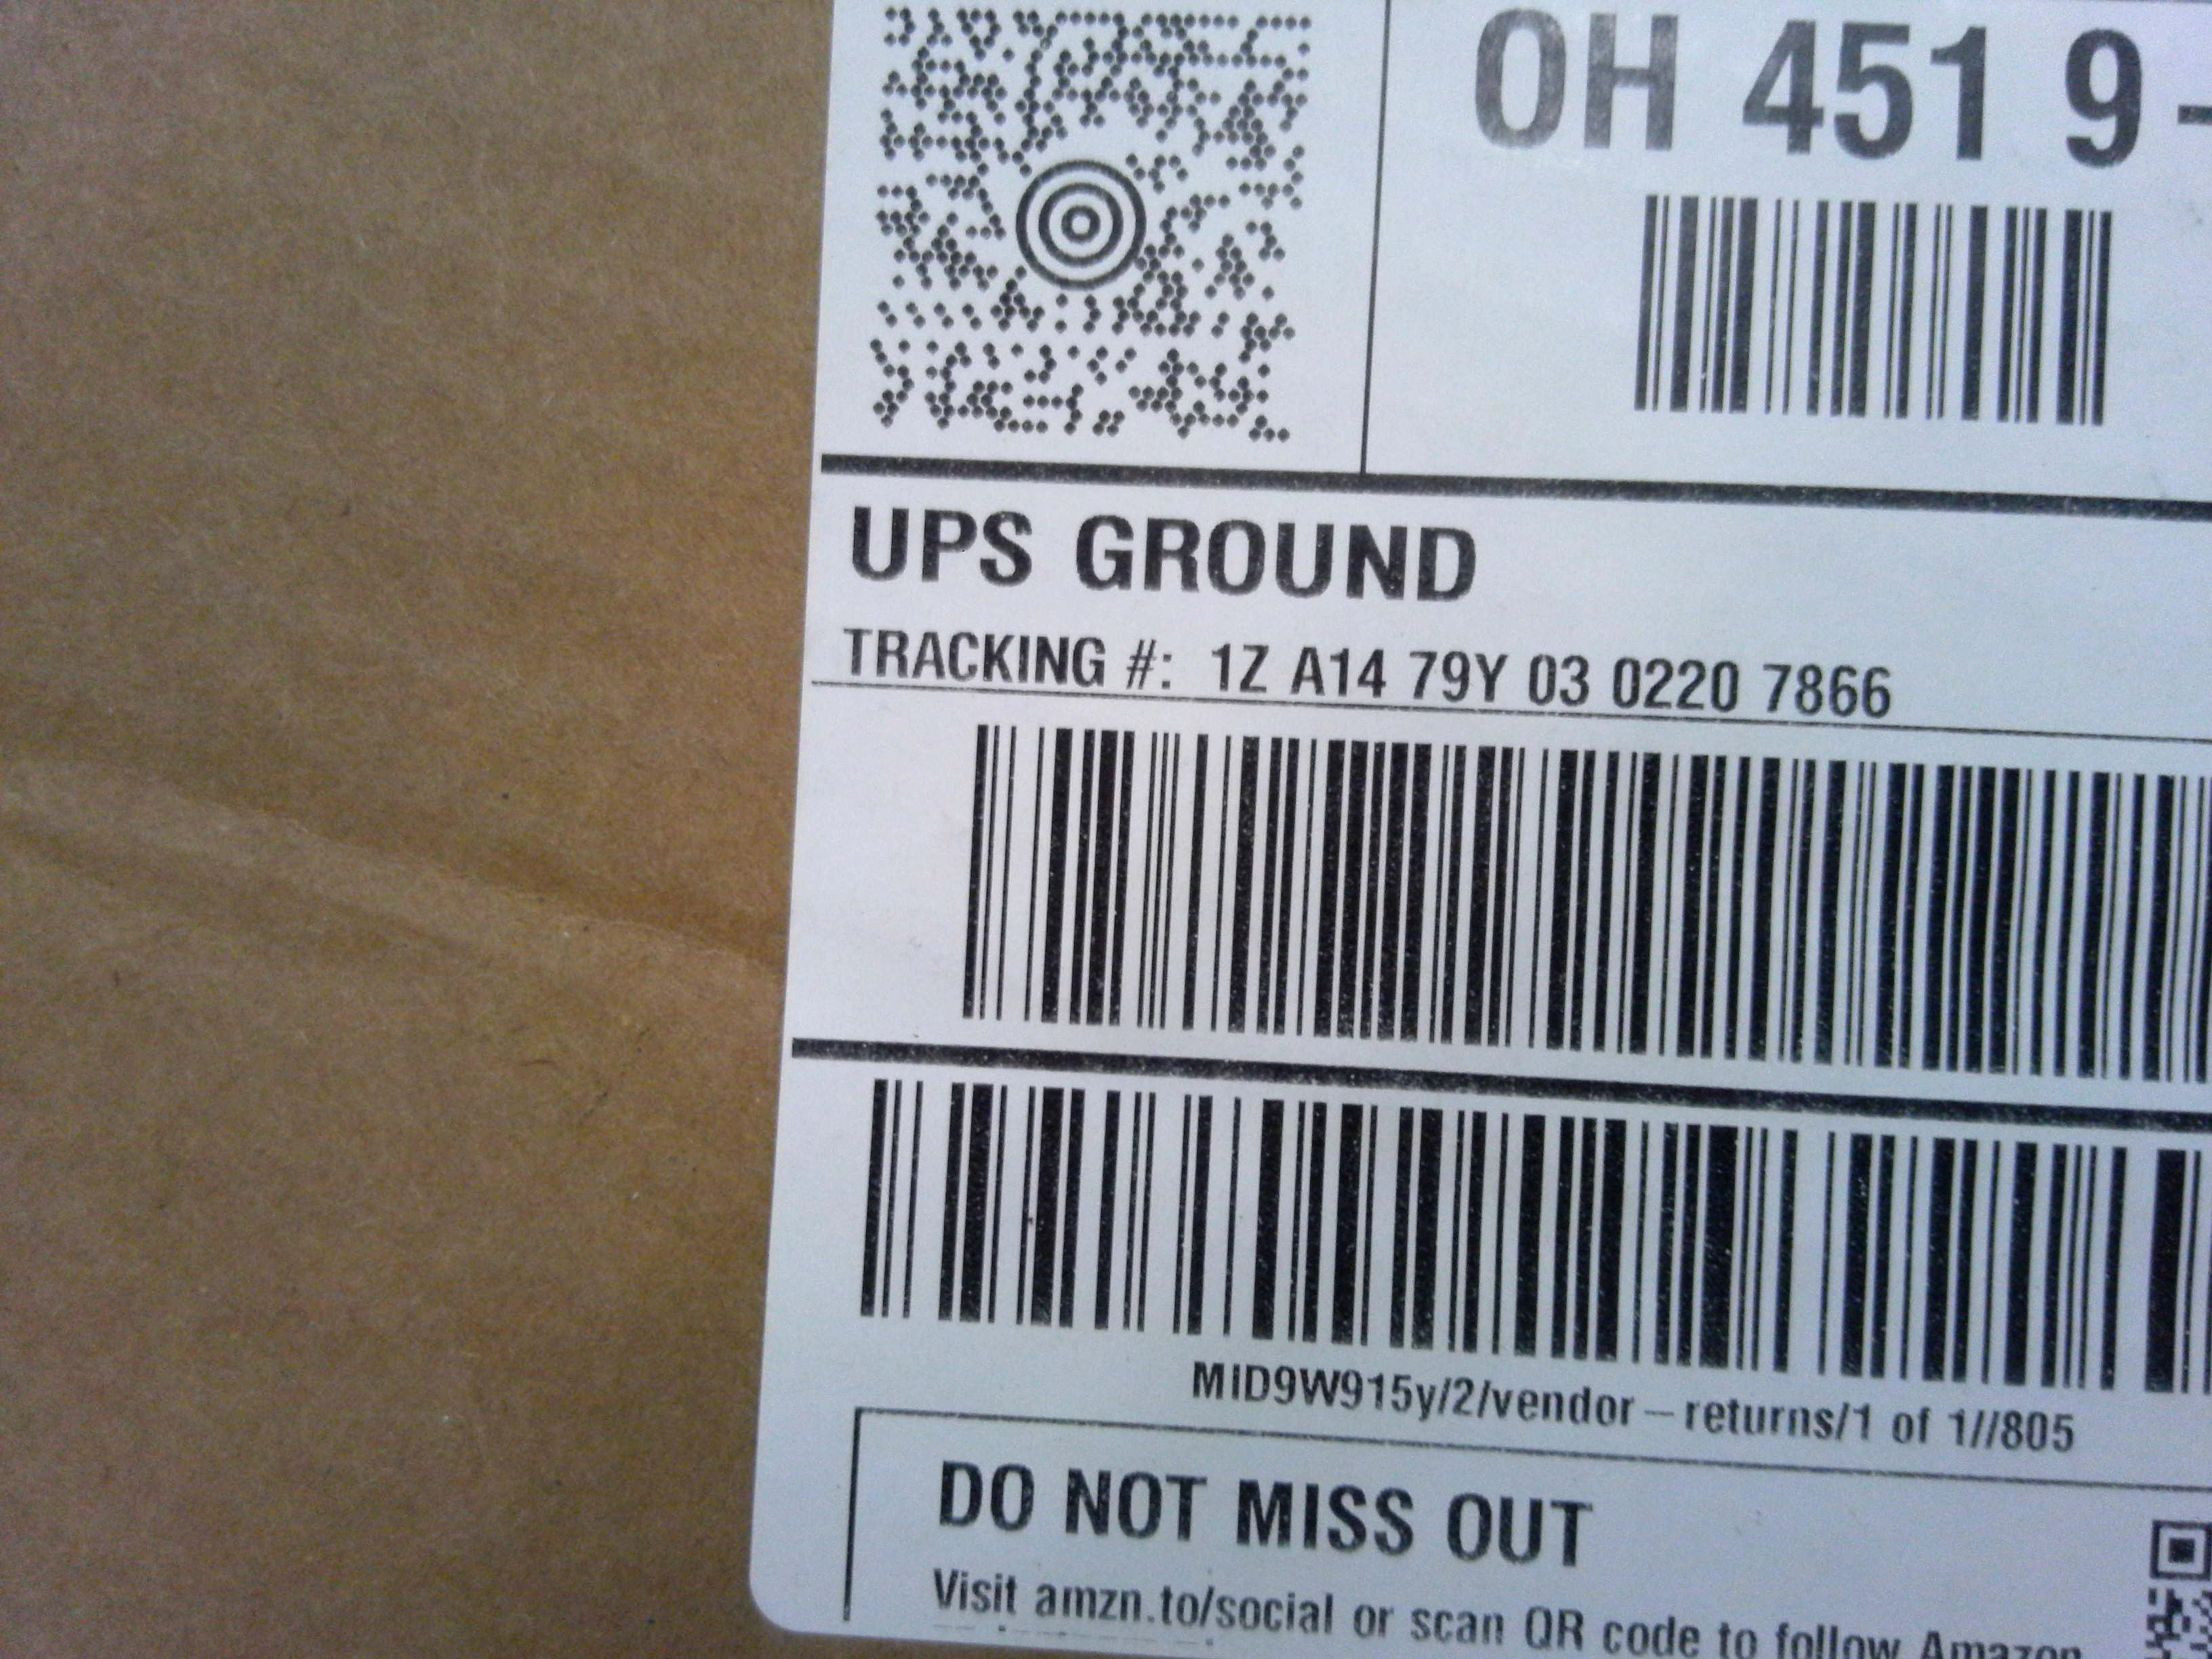 OH 451 9-
UPS GROUND
TRACKING #: 1Z A14 79Y 03 0220 7866
MID9W915y/2/vendor-returns/1 of 1//805
DO NOT MISS OUT
Visit amzn.to/social or scan QR code to follow Amazon